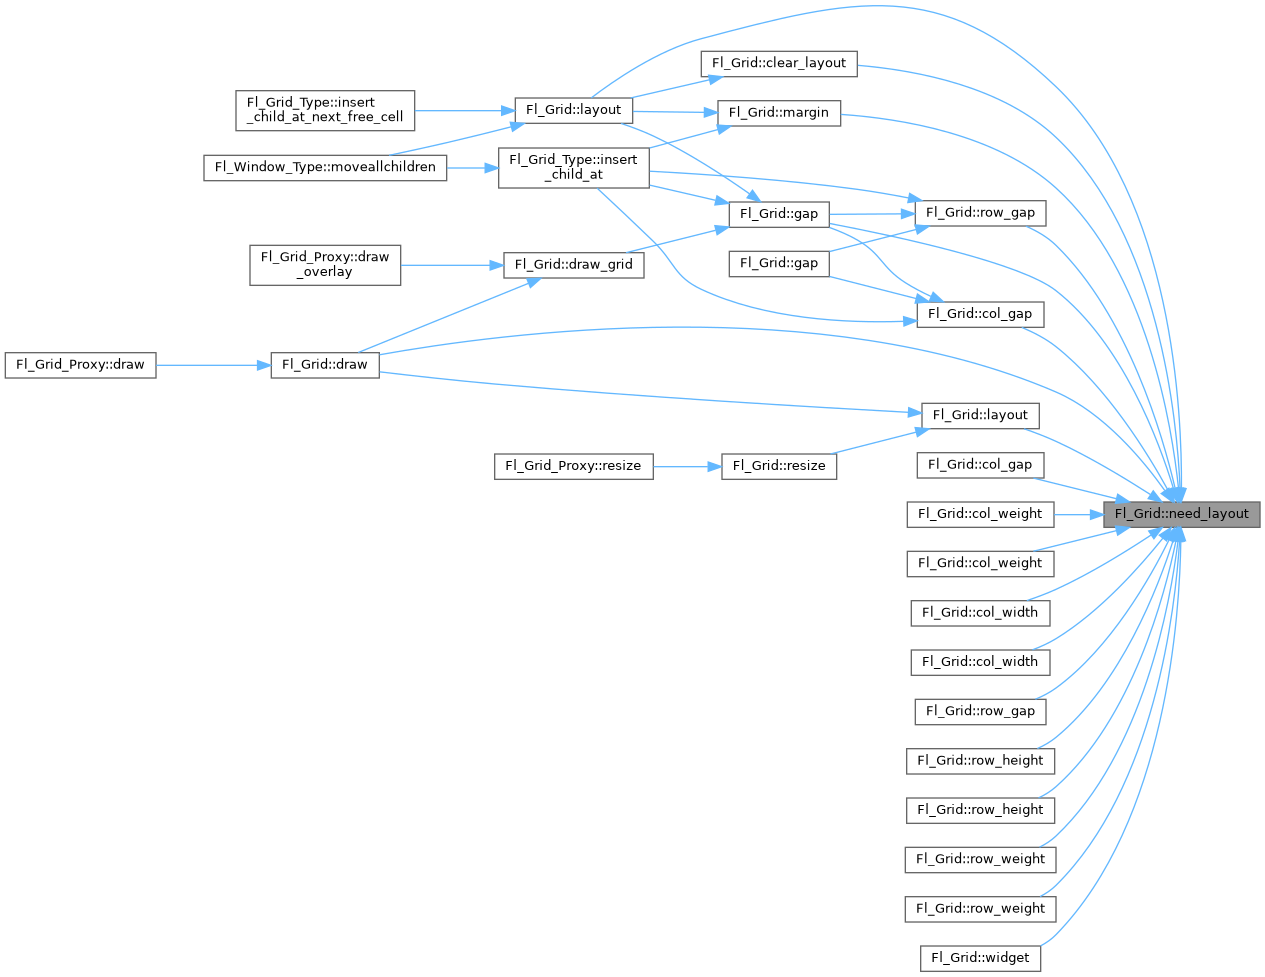 Fl_Grid::clear_layout
Fl_Grid_Type::insert
_child_at_next_free_cell
Fl_Grid::layout
Fl_Grid::margin
Fl_Window_Type::moveallchildren
Fl_Grid_Type::insert
_child_at
Fl_Grid::gap
Fl_Grid::row_gap
Fl_Grid_Proxy::draw
_overlay
Fl_Grid::draw_grid
Fl_Grid::gap
Fl_Grid::col_gap
Fl_Grid_Proxy::draw
Fl_Grid::draw
Fl_Grid::layout
Fl_Grid_Proxy::resize
Fl_Grid::resize
Fl_Grid::col_gap
Fl_Grid::col_weight
Fl_Grid::need_layout
Fl_Grid::col_weight
Fl_Grid::col_width
Fl_Grid::col_width
Fl_Grid::row_gap
Fl_Grid::row_height
Fl_Grid::row_height
Fl_Grid::row_weight
Fl_Grid::row_weight
Fl_Grid::widget